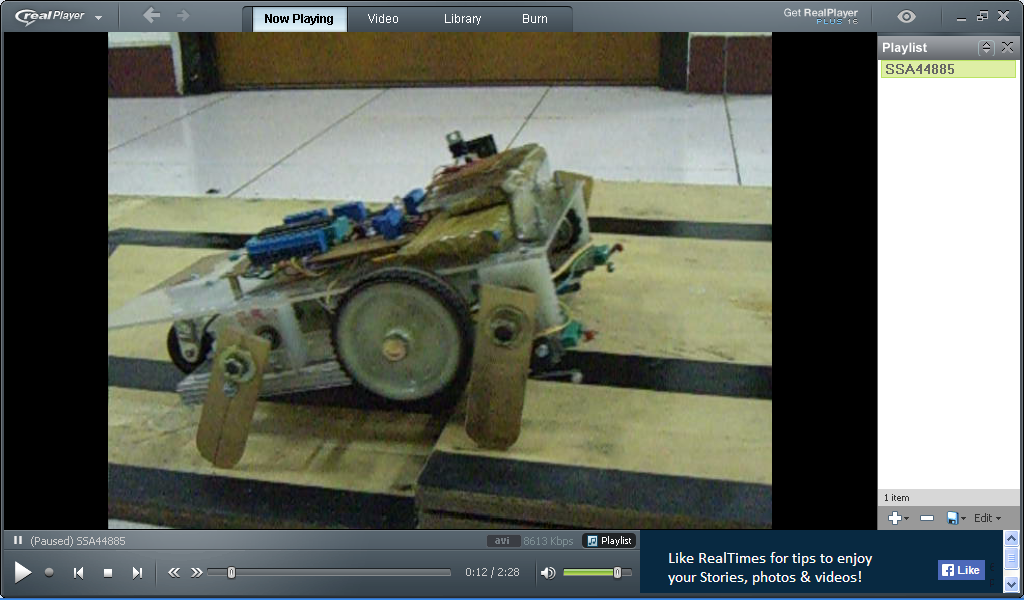 realPlayer
Now Playing
Video
Library
Burn
Get RealPlayer
PLUS 16
Playlist
SSA44885
1 item
Edit
(Paused) SSA44885
avi
8613 Kbps
Playlist
0:12 / 2:28
Like RealTimes for tips to enjoy
your Stories, photos & videos!
f Like